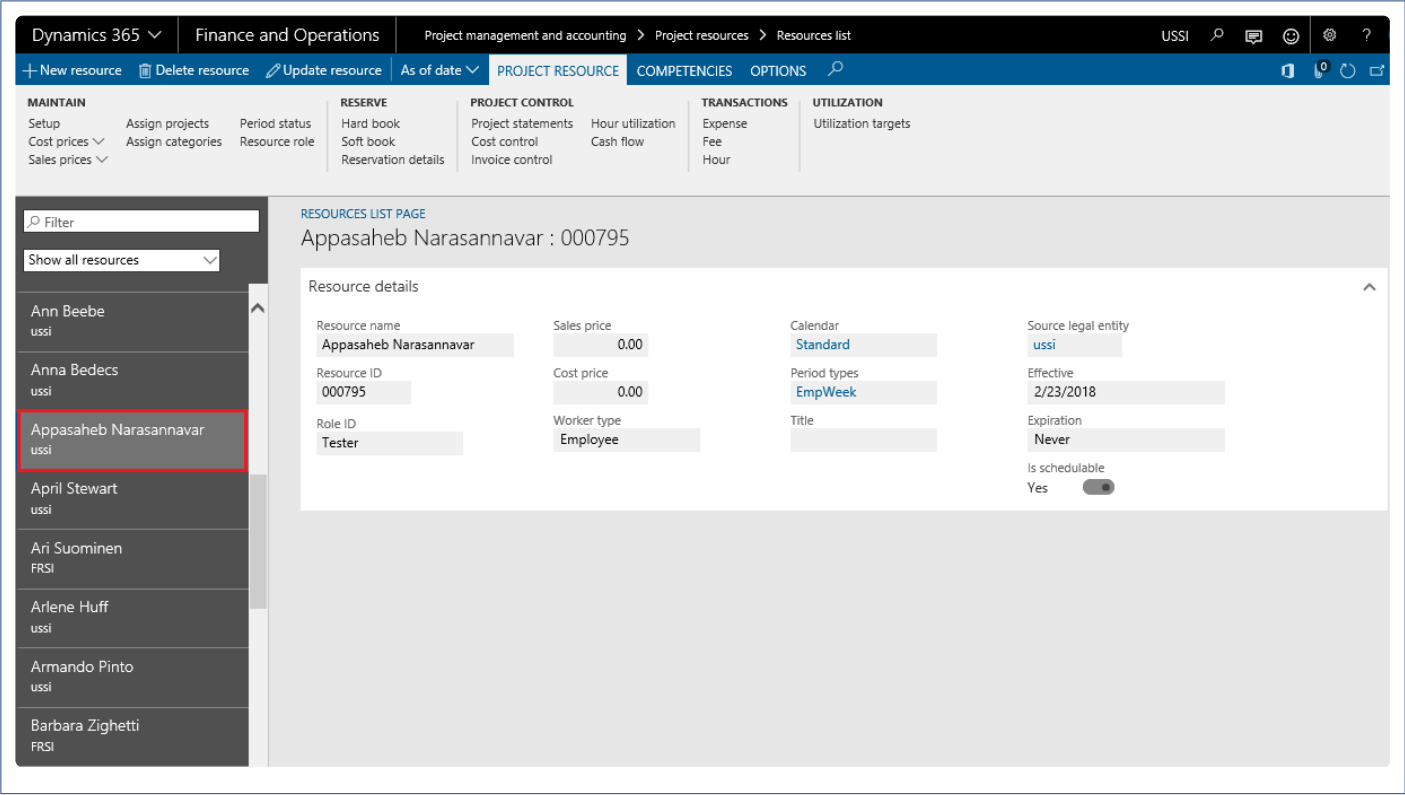 Dynamics 365 Finance and Operations Project management and accounting > Project resources > Resources list USSI ?
+ New resource Delete resource Update resource As of date PROJECT RESOURCE COMPETENCIES OPTIONS 0
MAINTAIN RESERVE PROJECT CONTROL TRANSACTIONS UTILIZATION
Setup Assign projects Period status Hard book Project statements Hour utilization Expense Utilization targets
Cost prices Assign categories Resource role Soft book Cost control Cash flow Fee
Sales prices Reservation details Invoice control Hour
Filter
Show all resources
Ann Beebe
ussi
Anna Bedecs
ussi
Appasaheb Narasannavar
ussi
April Stewart
ussi
Ari Suominen
FRSI
Arlene Huff
ussi
Armando Pinto
ussi
Barbara Zighetti
FRSI
RESOURCES LIST PAGE
Appasaheb Narasannavar : 000795
Resource details
Resource name Sales price Calendar Source legal entity
Appasaheb Narasannavar 0.00 Standard ussi
Resource ID Cost price Period types Effective
000795 0.00 EmpWeek 2/23/2018
Role ID Worker type Title Expiration
Tester Employee Never
Is schedulable
Yes